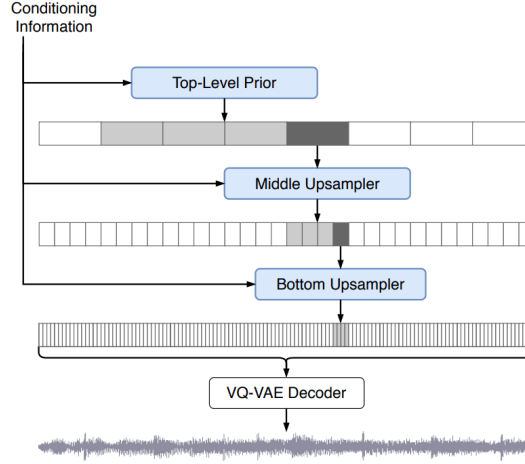 Conditioning
Information
Top-Level Prior
Middle Upsampler
Bottom Upsampler
VQ-VAE Decoder